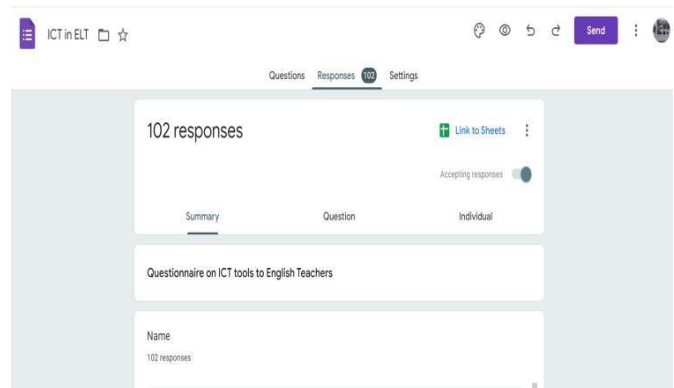 ICT in ELT
Send
Questions Responses 102 Settings
102 responses
Link to Sheets
Accepting responses
Summary Question Individual
Questionnaire on ICT tools to English Teachers
Name
102 responses